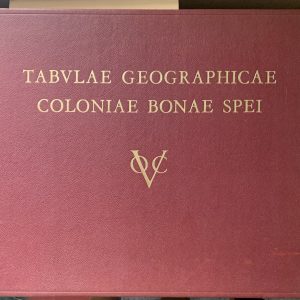 TABVLAE GEOGRAPHICAE
COLONIAE BONAE SPEI
VOC